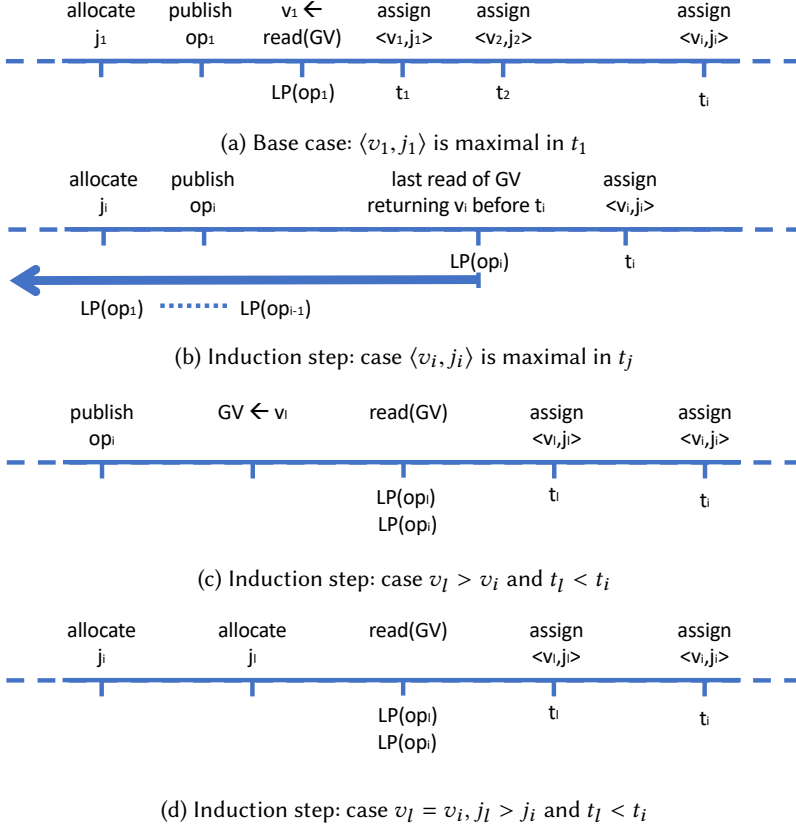 allocate publish v₁ ← assign assign assign
j₁ op₁ read(GV) <v₁,j₁> <v₂,j₂> <vᵢ,jᵢ>
LP(op₁) t₁ t₂ tᵢ
(a) Base case: ⟨v₁, j₁⟩ is maximal in t₁
allocate publish last read of GV assign
jᵢ opᵢ returning vᵢ before tᵢ <vᵢ,jᵢ>
LP(opᵢ) tᵢ
LP(op₁) LP(opᵢ₋₁)
(b) Induction step: case ⟨vᵢ, jᵢ⟩ is maximal in tⱼ
publish GV ← vₗ read(GV) assign assign
opᵢ <vₗ,jₗ> <vᵢ,jᵢ>
LP(opₗ) tₗ tᵢ
LP(opᵢ)
(c) Induction step: case vₗ > vᵢ and tₗ < tᵢ
allocate allocate read(GV) assign assign
jᵢ jₗ <vₗ,jₗ> <vᵢ,jᵢ>
LP(opₗ) tₗ tᵢ
LP(opᵢ)
(d) Induction step: case vₗ = vᵢ, jₗ > jᵢ and tₗ < tᵢ